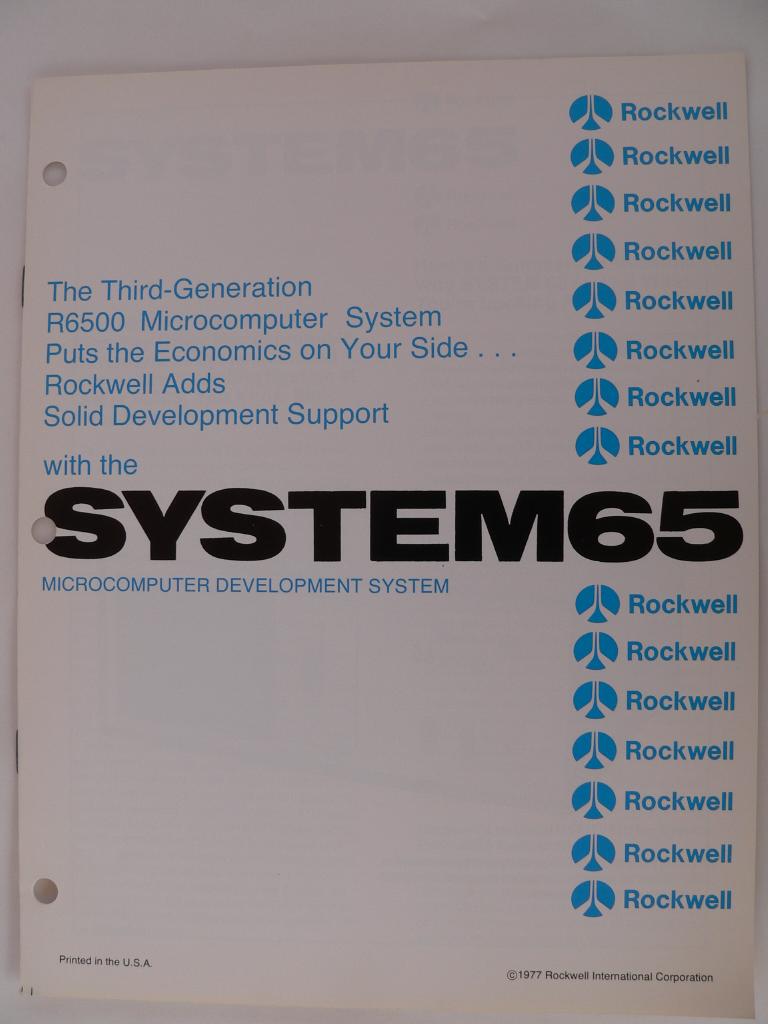 Rockwell
Rockwell
Rockwell
Rockwell
Rockwell
Rockwell
Rockwell
Rockwell
The Third-Generation
R6500 Microcomputer System
Puts the Economics on Your Side . . .
Rockwell Adds
Solid Development Support
with the
SYSTEM65
MICROCOMPUTER DEVELOPMENT SYSTEM
Rockwell
Rockwell
Rockwell
Rockwell
Rockwell
Rockwell
Rockwell
Printed in the U.S.A.
©1977 Rockwell International Corporation